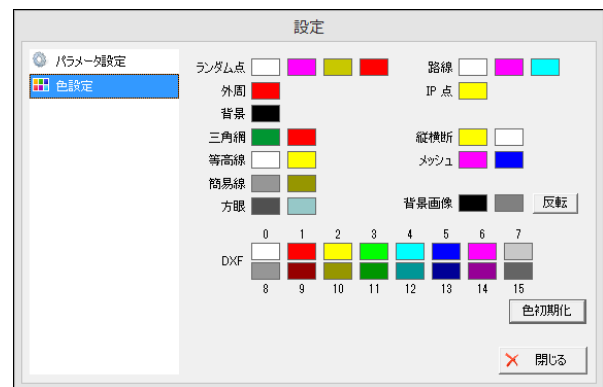 設定
パラメータ設定
色設定
ランダム点
路線
外周
IP 点
背景
三角網
縦横断
等高線
メッシュ
簡易線
方眼
背景画像
反転
0 1 2 3 4 5 6 7
DXF
8 9 10 11 12 13 14 15
色初期化
閉じる